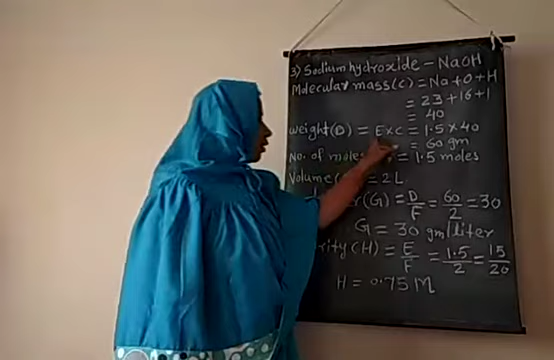 3) Sodium hydroxide - NaOH
Molecular mass(C) = Na + O + H
= 23 + 16 + 1
= 40
Weight(D) = E×C = 1.5 × 40
= 60 gm
No. of moles = 1.5 moles
Volume = 2 L
(G) = D/F = 60/2 = 30
G = 30 gm/liter
(H) = E/F = 1.5/2 = 15/20
H = 0.75 M